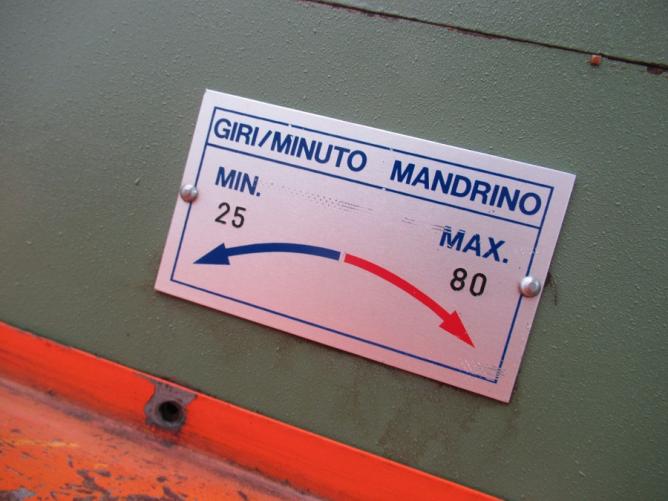 GIRI/MINUTO MANDRINO
MIN. MAX.
25 80